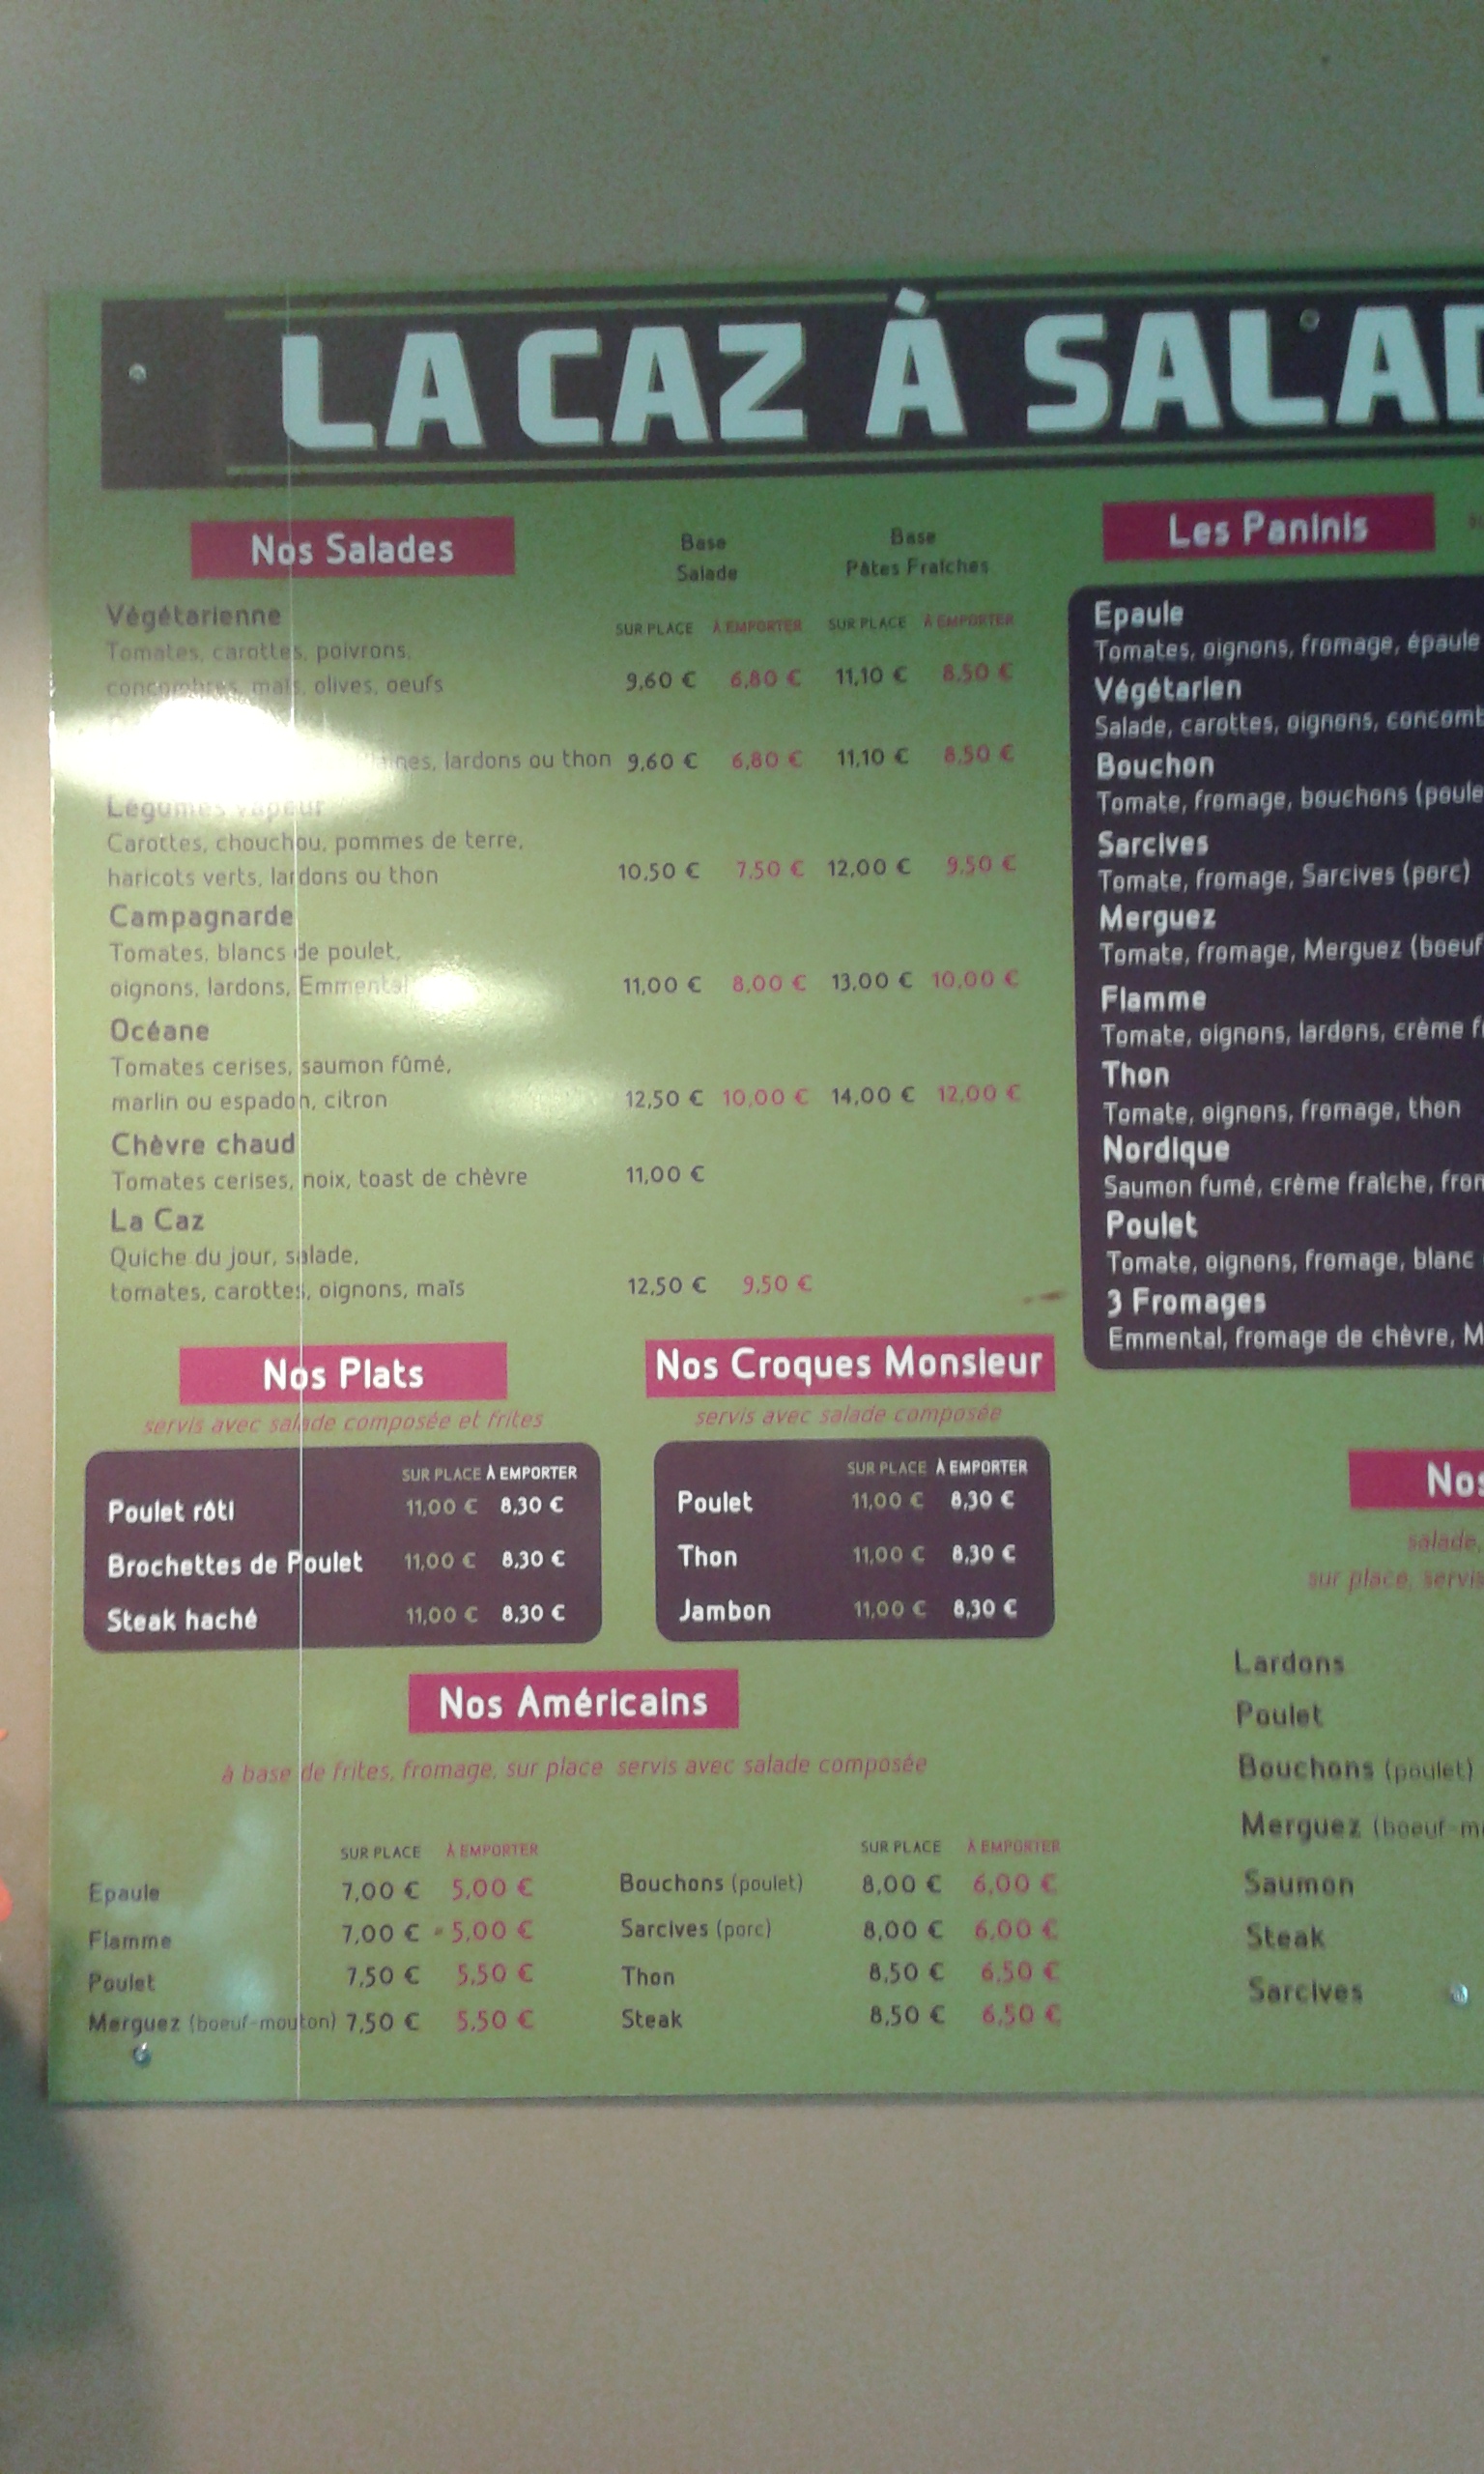 LA CAZ À SALAD
Nos Salades
Base Salade
Base Pâtes Fraîches
SUR PLACE À EMPORTER SUR PLACE À EMPORTER
Végétarienne
Tomates, carottes, poivrons,
concombres, maïs, olives, oeufs 9,60 € 6,80 € 11,10 € 8,50 €
lardons ou thon 9,60 € 6,80 € 11,10 € 8,50 €
Légumes vapeur
Carottes, chouchou, pommes de terre,
haricots verts, lardons ou thon 10,50 € 7,50 € 12,00 € 9,50 €
Campagnarde
Tomates, blancs de poulet,
oignons, lardons, Emmental 11,00 € 8,00 € 13,00 € 10,00 €
Océane
Tomates cerises, saumon fûmé,
marlin ou espadon, citron 12,50 € 10,00 € 14,00 € 12,00 €
Chèvre chaud
Tomates cerises, noix, toast de chèvre 11,00 €
La Caz
Quiche du jour, salade,
tomates, carottes, oignons, maïs 12,50 € 9,50 €
Les Paninis
Epaule
Tomates, oignons, fromage, épaule
Végétarien
Salade, carottes, oignons, concomb
Bouchon
Tomate, fromage, bouchons (poule
Sarcives
Tomate, fromage, Sarcives (porc)
Merguez
Tomate, fromage, Merguez (boeuf
Flamme
Tomate, oignons, lardons, crème f
Thon
Tomate, oignons, fromage, thon
Nordique
Saumon fumé, crème fraîche, from
Poulet
Tomate, oignons, fromage, blanc
3 Fromages
Emmental, fromage de chèvre, M
Nos Plats
servis avec salade composée et frites
SUR PLACE À EMPORTER
Poulet rôti 11,00 € 8,30 €
Brochettes de Poulet 11,00 € 8,30 €
Steak haché 11,00 € 8,30 €
Nos Croques Monsieur
servis avec salade composée
SUR PLACE À EMPORTER
Poulet 11,00 € 8,30 €
Thon 11,00 € 8,30 €
Jambon 11,00 € 8,30 €
Nos Américains
à base de frites, fromage, sur place servis avec salade composée
SUR PLACE À EMPORTER
Epaule 7,00 € 5,00 €
Flamme 7,00 € 5,00 €
Poulet 7,50 € 5,50 €
Merguez (boeuf-mouton) 7,50 € 5,50 €
SUR PLACE À EMPORTER
Bouchons (poulet) 8,00 € 6,00 €
Sarcives (porc) 8,00 € 6,00 €
Thon 8,50 € 6,50 €
Steak 8,50 € 6,50 €
Nos
salade,
sur place, servis
Lardons
Poulet
Bouchons (poulet)
Merguez (boeuf-m
Saumon
Steak
Sarcives